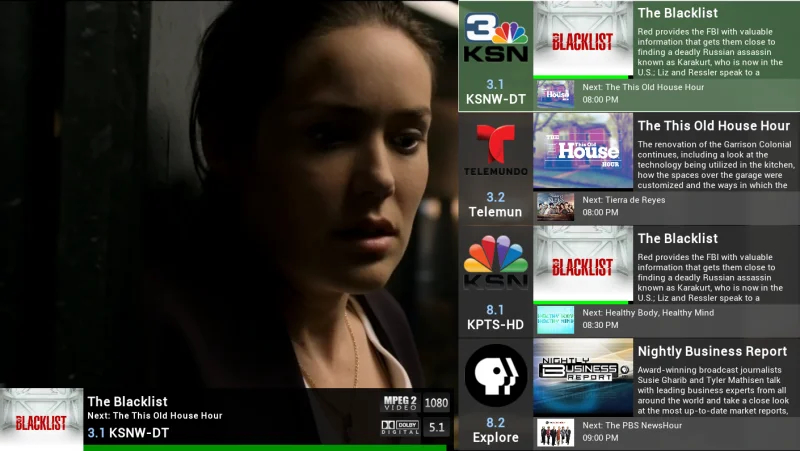 The Blacklist
Next: The This Old House Hour
3.1 KSNW-DT
BLACKLIST
MPEG 2
VIDEO
1080
DOLBY
DIGITAL
5.1
3
KSN
3.1
KSNW-DT
BLACKLIST
The Blacklist
Red provides the FBI with valuable
information that gets them close to
finding a deadly Russian assassin
known as Karakurt, who is now in the
U.S.; Liz and Ressler speak to a
Next: The This Old House Hour
08:00 PM
TELEMUNDO
3.2
Telemun
THE
This Old
House
HOUR
The This Old House Hour
The renovation of the Garrison Colonial
continues, including a look at the
technology being utilized in the kitchen,
how the spaces over the garage were
customized and the ways in which the
Next: Tierra de Reyes
08:00 PM
KSN
8.1
KPTS-HD
BLACKLIST
The Blacklist
Red provides the FBI with valuable
information that gets them close to
finding a deadly Russian assassin
known as Karakurt, who is now in the
U.S.; Liz and Ressler speak to a
Next: Healthy Body, Healthy Mind
08:30 PM
8.2
Explore
NIGHTLY
BUSINESS
REPORT
Nightly Business Report
Award-winning broadcast journalists
Susie Gharib and Tyler Mathisen talk
with leading business experts from all
around the world and take a close look
at the most up-to-date market reports,
Next: The PBS NewsHour
09:00 PM